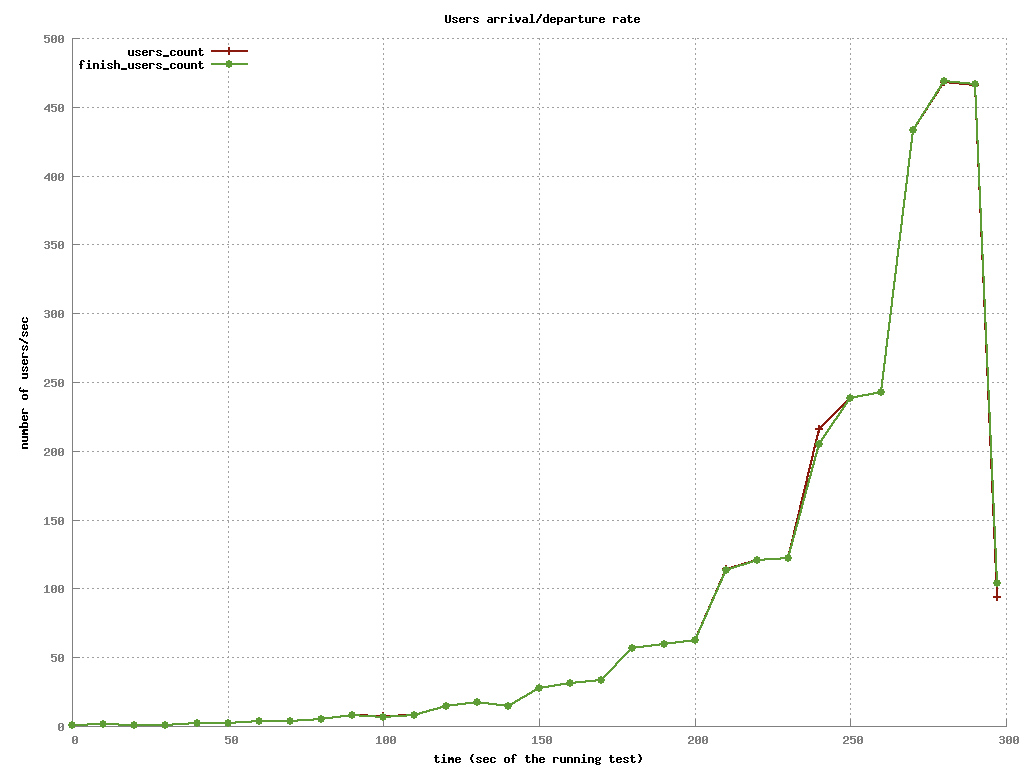 Users arrival/departure rate
users_count
finish_users_count
500
450
400
350
300
250
200
150
100
50
0
number of users/sec
0 50 100 150 200 250 300
time (sec of the running test)